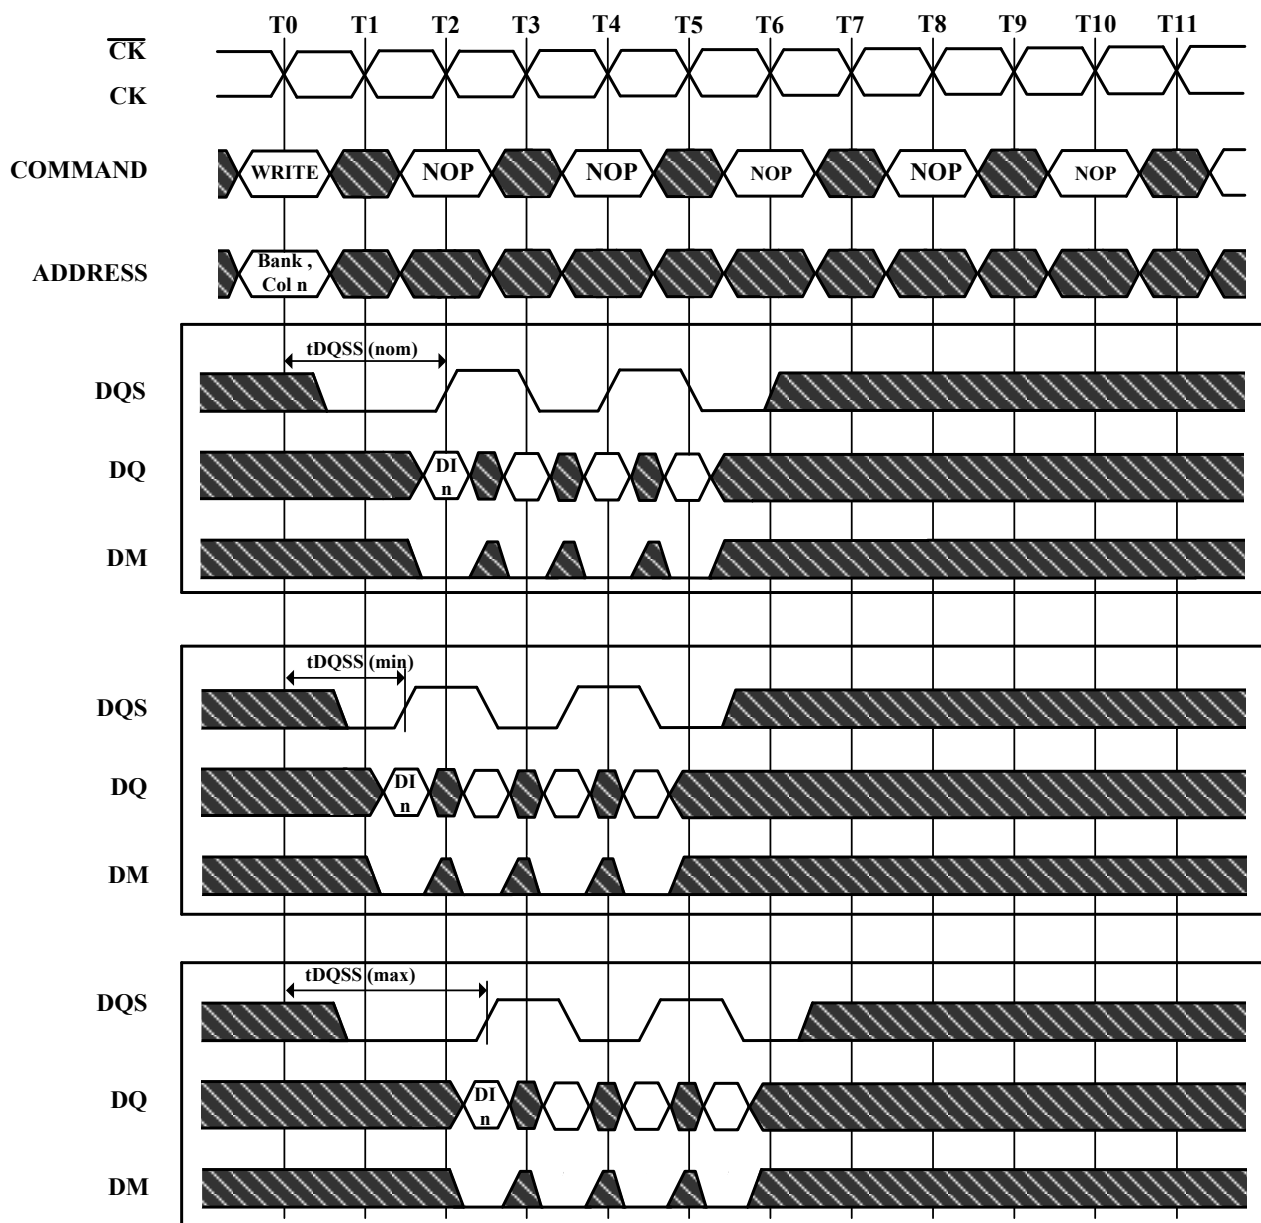 T0 T1 T2 T3 T4 T5 T6 T7 T8 T9 T10 T11
CK
CK
COMMAND WRITE NOP NOP NOP NOP NOP
ADDRESS Bank ,
Col n
tDQSS (nom)
DQS
DQ DI
n
DM
tDQSS (min)
DQS
DQ DI
n
DM
tDQSS (max)
DQS
DQ DI
n
DM